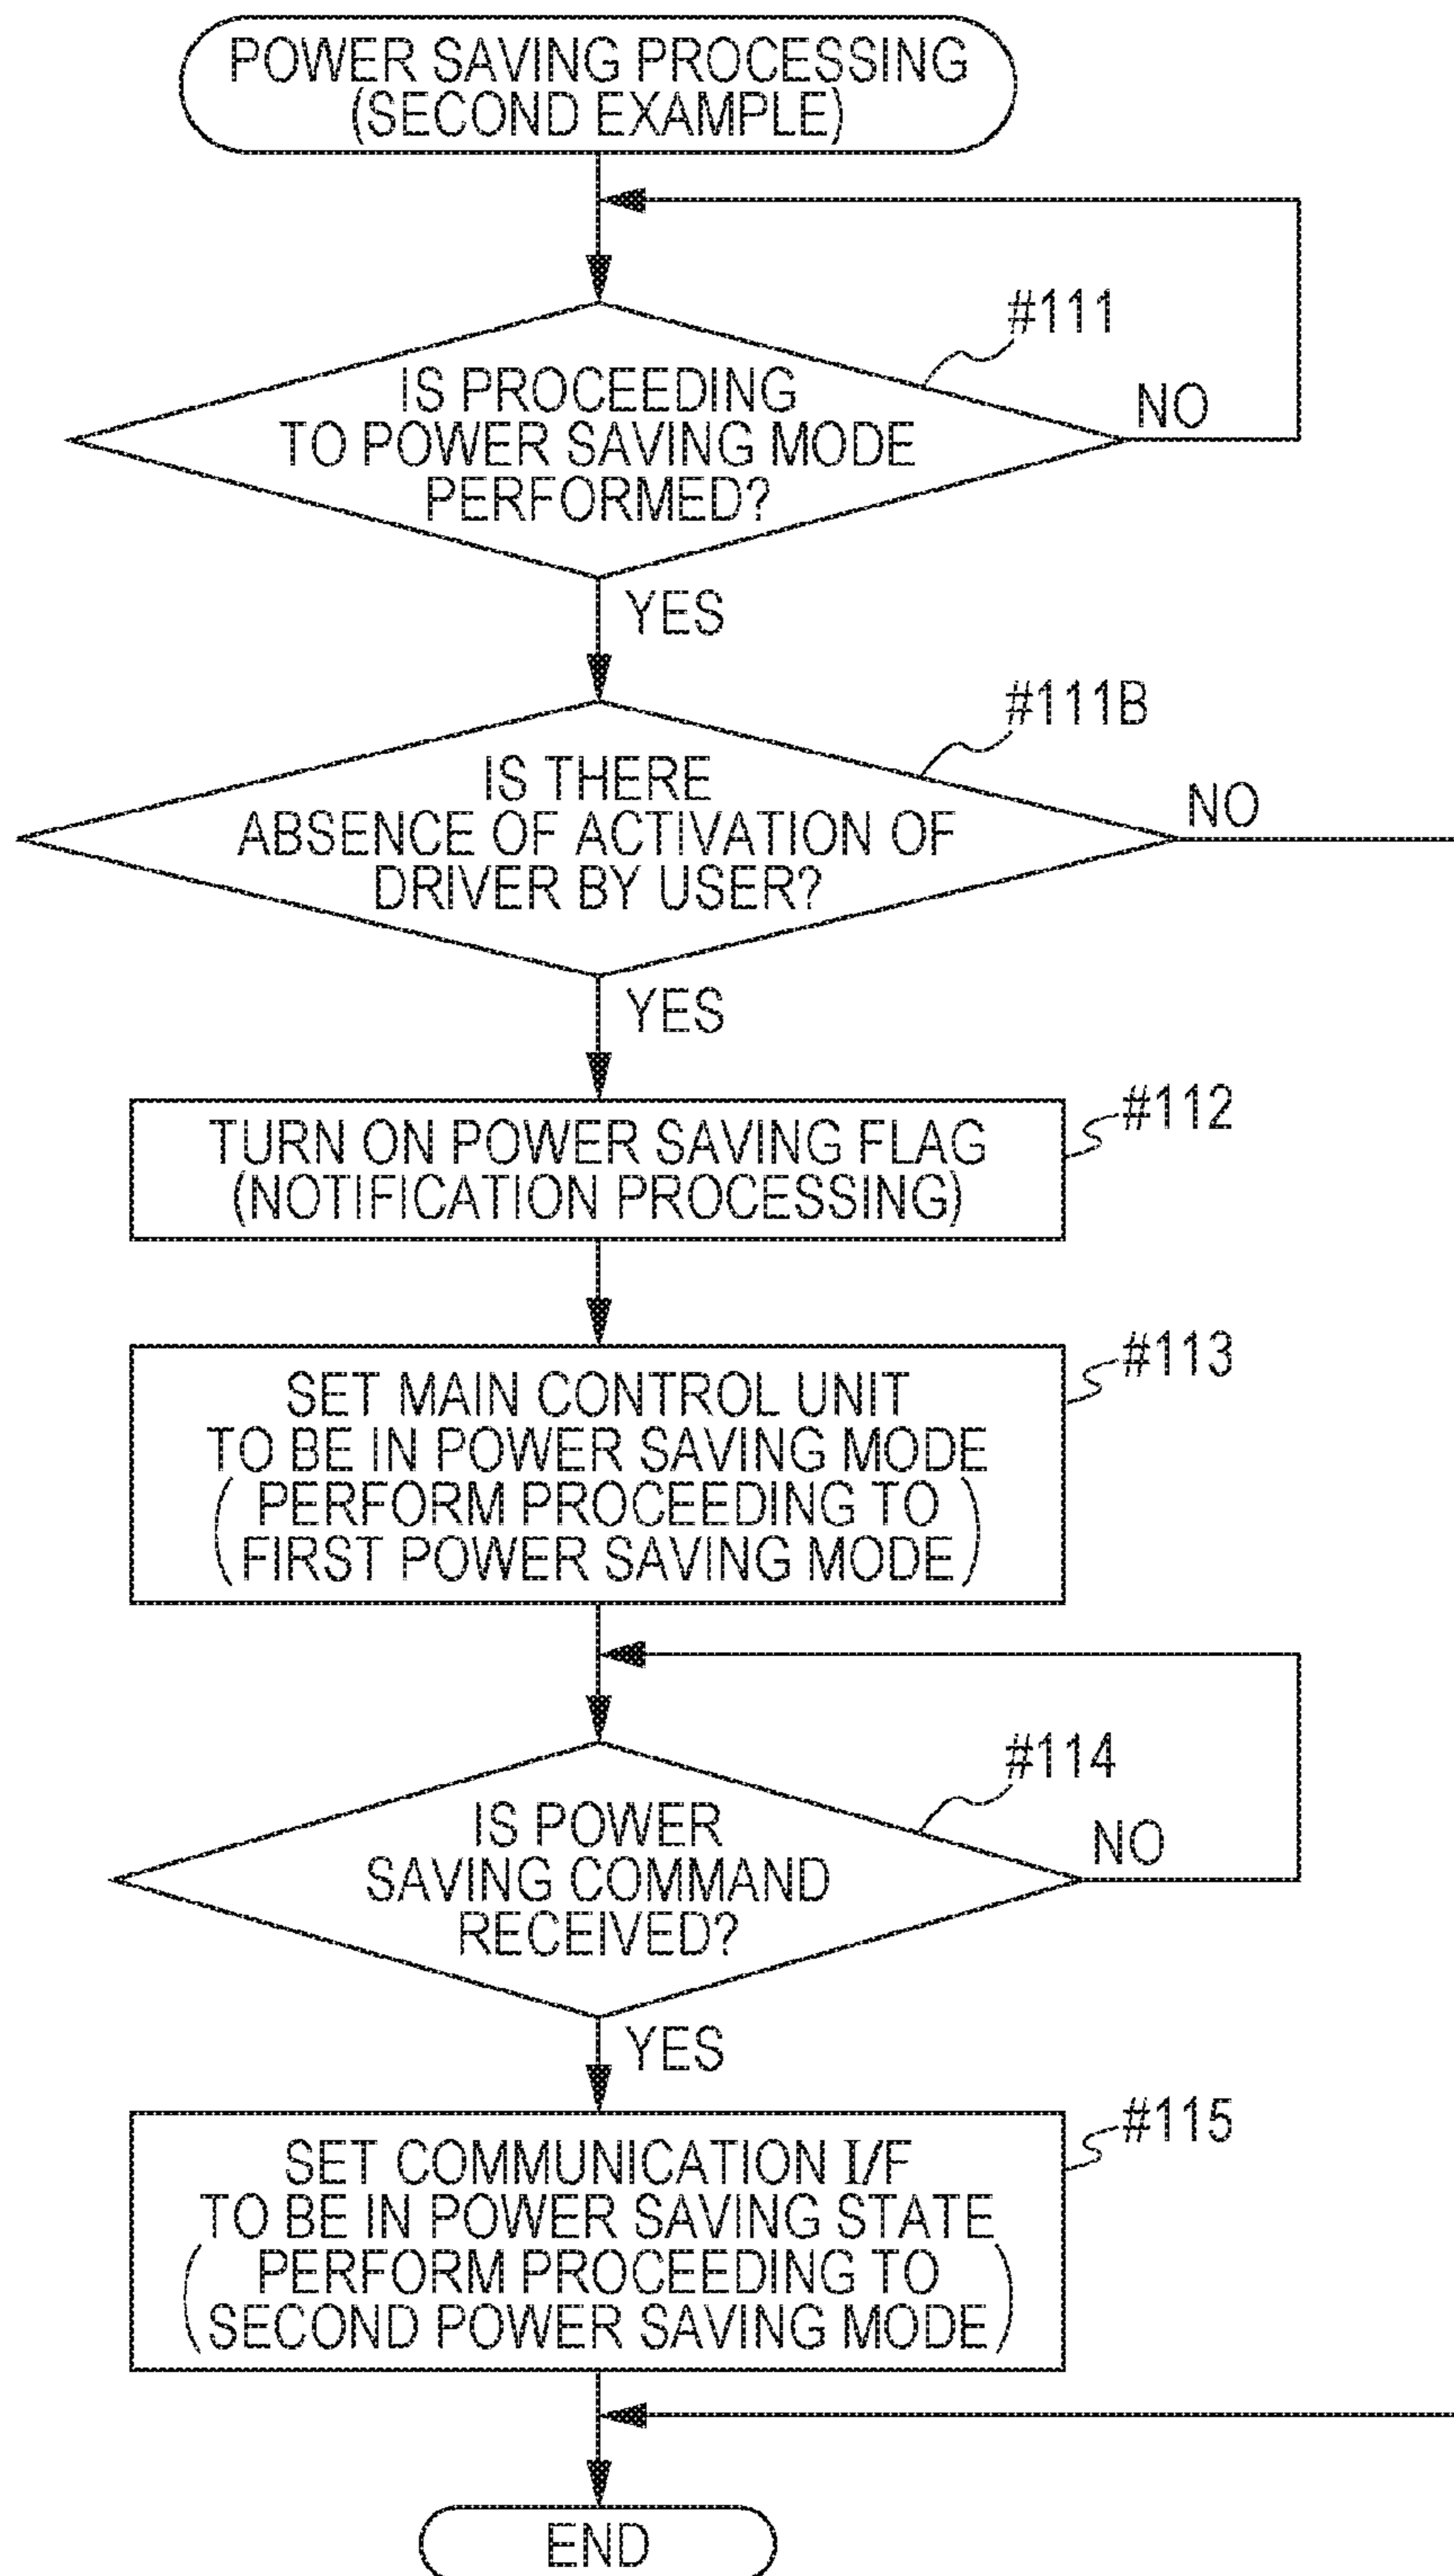 POWER SAVING PROCESSING
(SECOND EXAMPLE)
#111
IS PROCEEDING
TO POWER SAVING MODE
PERFORMED?
NO
YES
#111B
IS THERE
ABSENCE OF ACTIVATION OF
DRIVER BY USER?
NO
YES
#112
TURN ON POWER SAVING FLAG
(NOTIFICATION PROCESSING)
#113
SET MAIN CONTROL UNIT
TO BE IN POWER SAVING MODE
(PERFORM PROCEEDING TO
FIRST POWER SAVING MODE)
#114
IS POWER
SAVING COMMAND
RECEIVED?
NO
YES
#115
SET COMMUNICATION I/F
TO BE IN POWER SAVING STATE
(PERFORM PROCEEDING TO
SECOND POWER SAVING MODE)
END